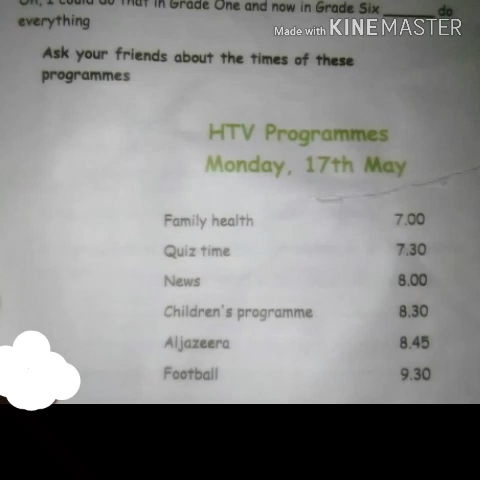 Oh, I could do that in Grade One and now in Grade Six ______ do
everything
Made with KINEMASTER
Ask your friends about the times of these
programmes
HTV Programmes
Monday, 17th May
Family health 7.00
Quiz time 7.30
News 8.00
Children's programme 8.30
Aljazeera 8.45
Football 9.30